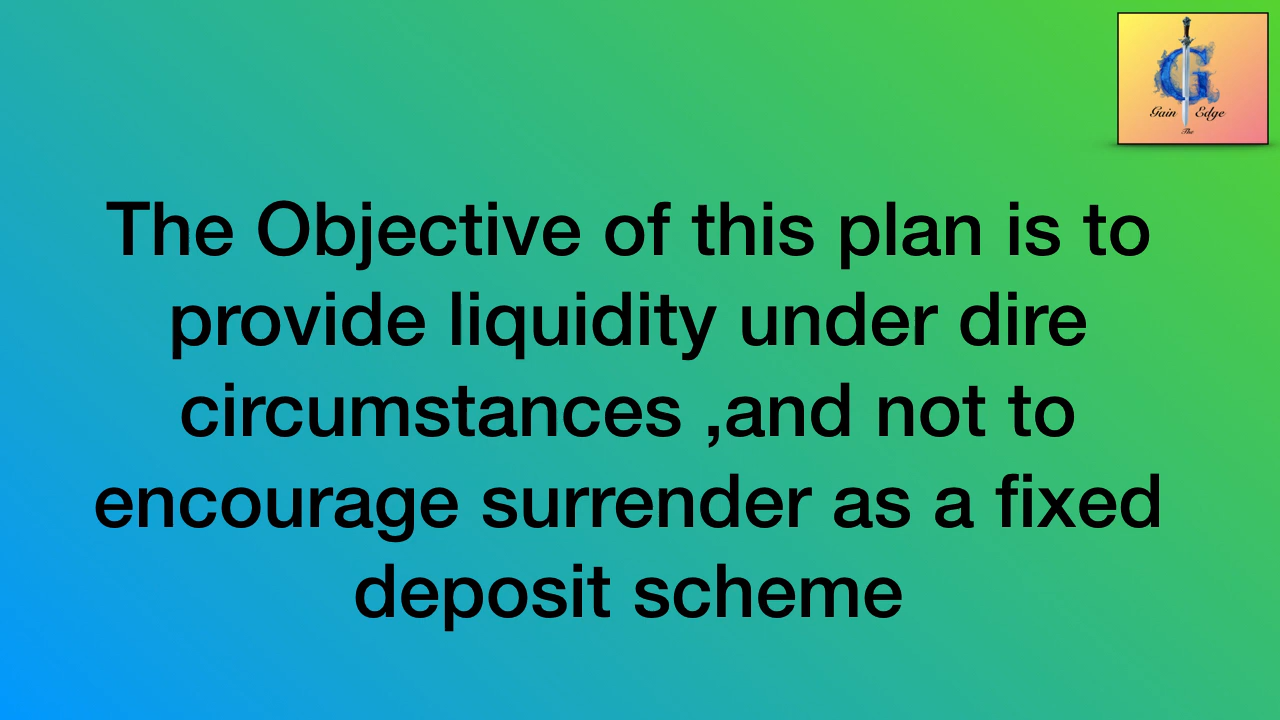 G
Gain Edge
The
The Objective of this plan is to
provide liquidity under dire
circumstances ,and not to
encourage surrender as a fixed
deposit scheme